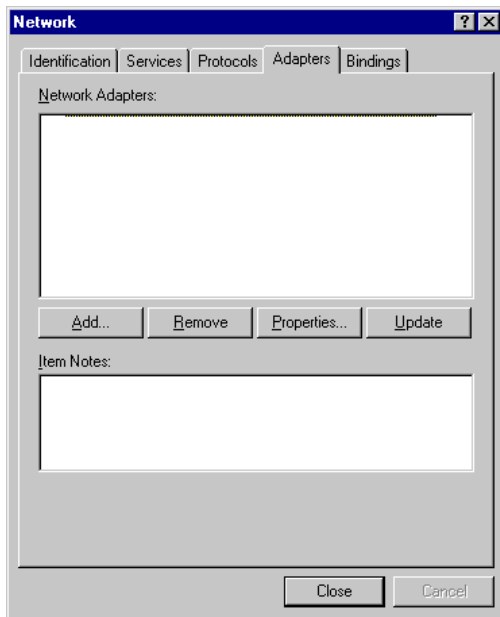 Network
Identification Services Protocols Adapters Bindings
Network Adapters:
Add... Remove Properties... Update
Item Notes:
Close Cancel